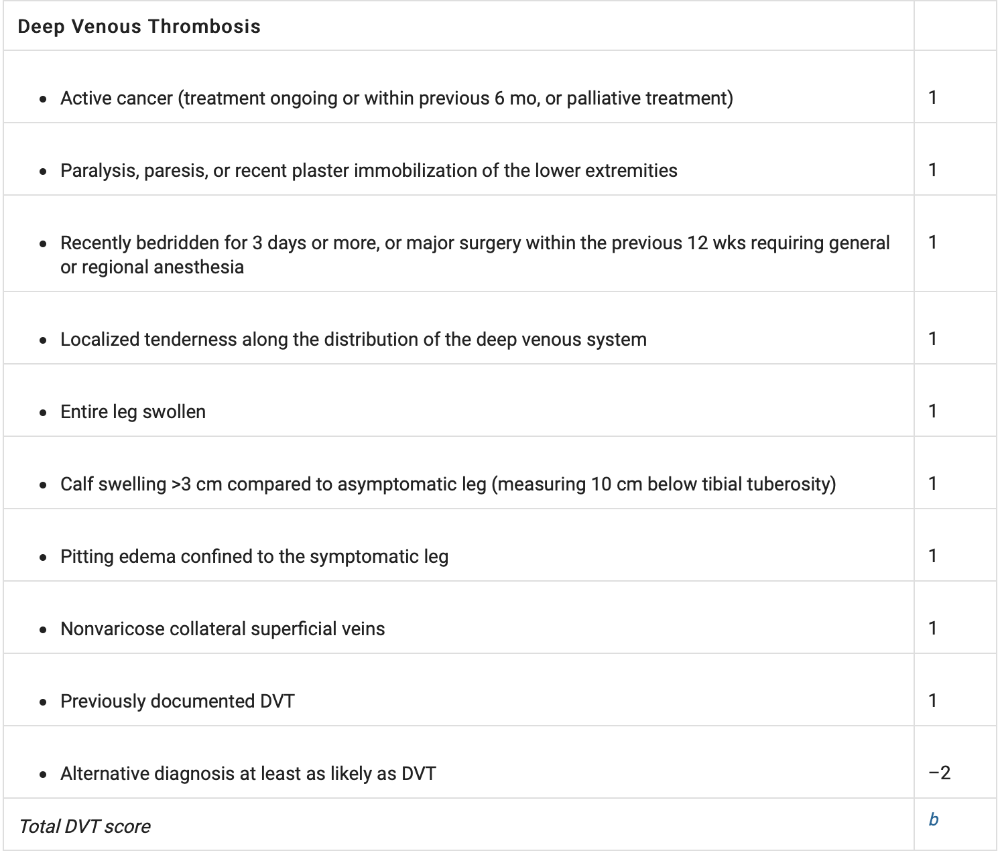 Deep Venous Thrombosis
• Active cancer (treatment ongoing or within previous 6 mo, or palliative treatment) 1
• Paralysis, paresis, or recent plaster immobilization of the lower extremities 1
• Recently bedridden for 3 days or more, or major surgery within the previous 12 wks requiring general 1
or regional anesthesia
• Localized tenderness along the distribution of the deep venous system 1
• Entire leg swollen 1
• Calf swelling >3 cm compared to asymptomatic leg (measuring 10 cm below tibial tuberosity) 1
• Pitting edema confined to the symptomatic leg 1
• Nonvaricose collateral superficial veins 1
• Previously documented DVT 1
• Alternative diagnosis at least as likely as DVT –2
Total DVT score b